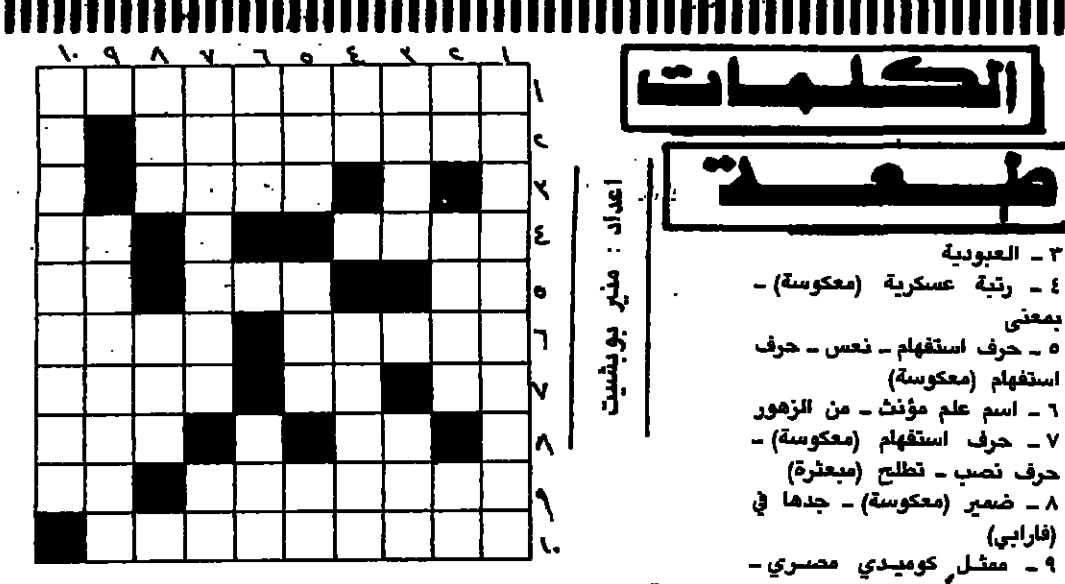 الكلمات
طعة
١٠ ٩ ٨ ٧ ٦ ٥ ٤ ٣ ٢ ١
١
٢
٣
٤
٥
٦
٧
٨
٩
١٠
اعداد : منير بوبشيت
٣ ـ العبودية
٤ ـ رتبة عسكرية (معكوسة) ـ
بمعنى
٥ ـ حرف استفهام ـ نعس ـ حرف
استفهام (معكوسة)
٦ ـ اسم علم مؤنث ـ من الزهور
٧ ـ حرف استفهام (معكوسة) ـ
حرف نصب ـ تطلح (مبعثرة)
٨ ـ ضمير (معكوسة) ـ جدها في
(فارابي)
٩ ـ ممثل كوميدي مصري ـ